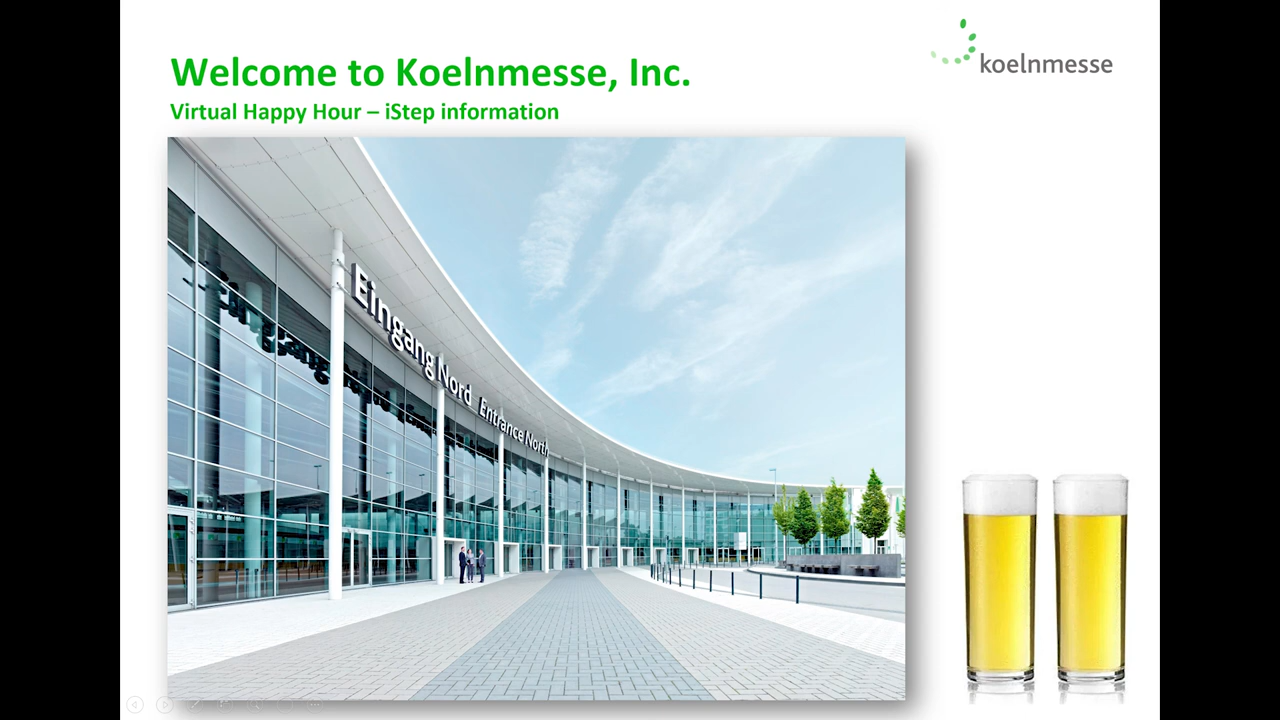 koelnmesse
Welcome to Koelnmesse, Inc.
Virtual Happy Hour – iStep information
Eingang Nord Entrance North